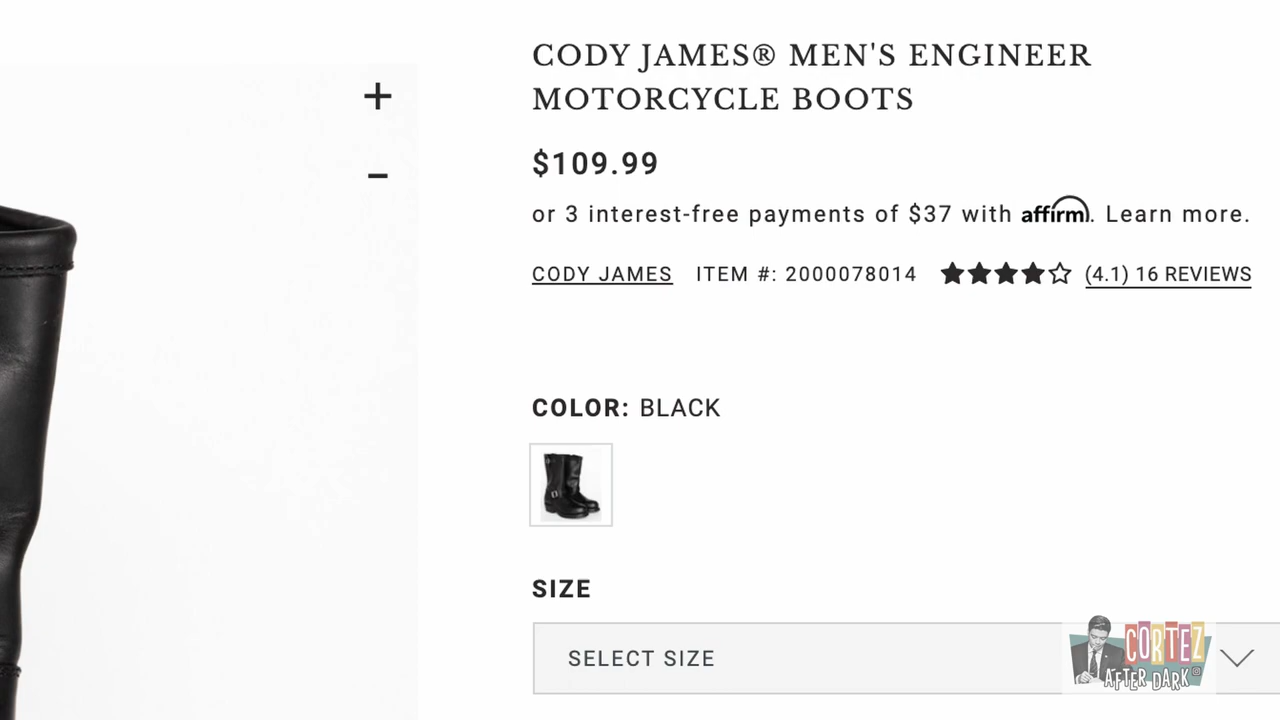 CODY JAMES® MEN'S ENGINEER
MOTORCYCLE BOOTS
$109.99
or 3 interest-free payments of $37 with affirm. Learn more.
CODY JAMES ITEM #: 2000078014 (4.1) 16 REVIEWS
COLOR: BLACK
SIZE
SELECT SIZE
CORTEZ
AFTER DARK